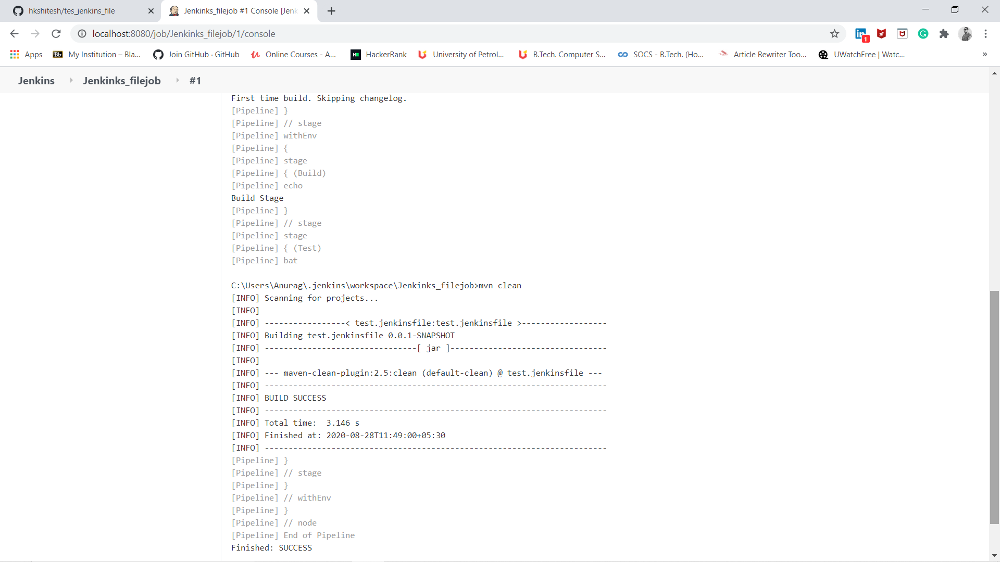 hkshitesh/tes_jenkins_file
Jenkinks_filejob #1 Console [Jenk
localhost:8080/job/Jenkinks_filejob/1/console
1
Apps
Bb My Institution – Bla...
Join GitHub · GitHub
Online Courses - A...
HackerRank
University of Petrol...
B.Tech. Computer S...
SOCS - B.Tech. (Ho...
Article Rewriter Too...
UWatchFree | Watc...
»
Jenkins
Jenkinks_filejob
#1
First time build. Skipping changelog.
[Pipeline] }
[Pipeline] // stage
[Pipeline] withEnv
[Pipeline] {
[Pipeline] stage
[Pipeline] { (Build)
[Pipeline] echo
Build Stage
[Pipeline] }
[Pipeline] // stage
[Pipeline] stage
[Pipeline] { (Test)
[Pipeline] bat
C:\Users\Anurag\.jenkins\workspace\Jenkinks_filejob>mvn clean
[INFO] Scanning for projects...
[INFO]
[INFO] -----------------< test.jenkinsfile:test.jenkinsfile >------------------
[INFO] Building test.jenkinsfile 0.0.1-SNAPSHOT
[INFO] --------------------------------[ jar ]---------------------------------
[INFO]
[INFO] --- maven-clean-plugin:2.5:clean (default-clean) @ test.jenkinsfile ---
[INFO] ------------------------------------------------------------------------
[INFO] BUILD SUCCESS
[INFO] ------------------------------------------------------------------------
[INFO] Total time:  3.146 s
[INFO] Finished at: 2020-08-28T11:49:00+05:30
[INFO] ------------------------------------------------------------------------
[Pipeline] }
[Pipeline] // stage
[Pipeline] }
[Pipeline] // withEnv
[Pipeline] }
[Pipeline] // node
[Pipeline] End of Pipeline
Finished: SUCCESS